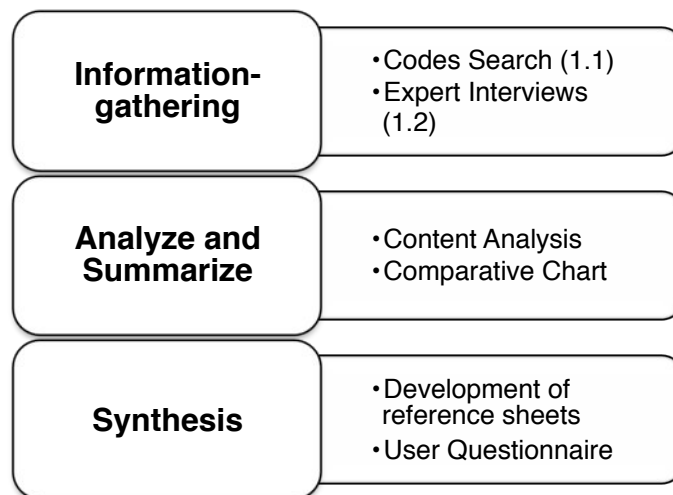 Information-
gathering
•Codes Search (1.1)
•Expert Interviews
(1.2)
Analyze and
Summarize
•Content Analysis
•Comparative Chart
Synthesis
•Development of
reference sheets
•User Questionnaire